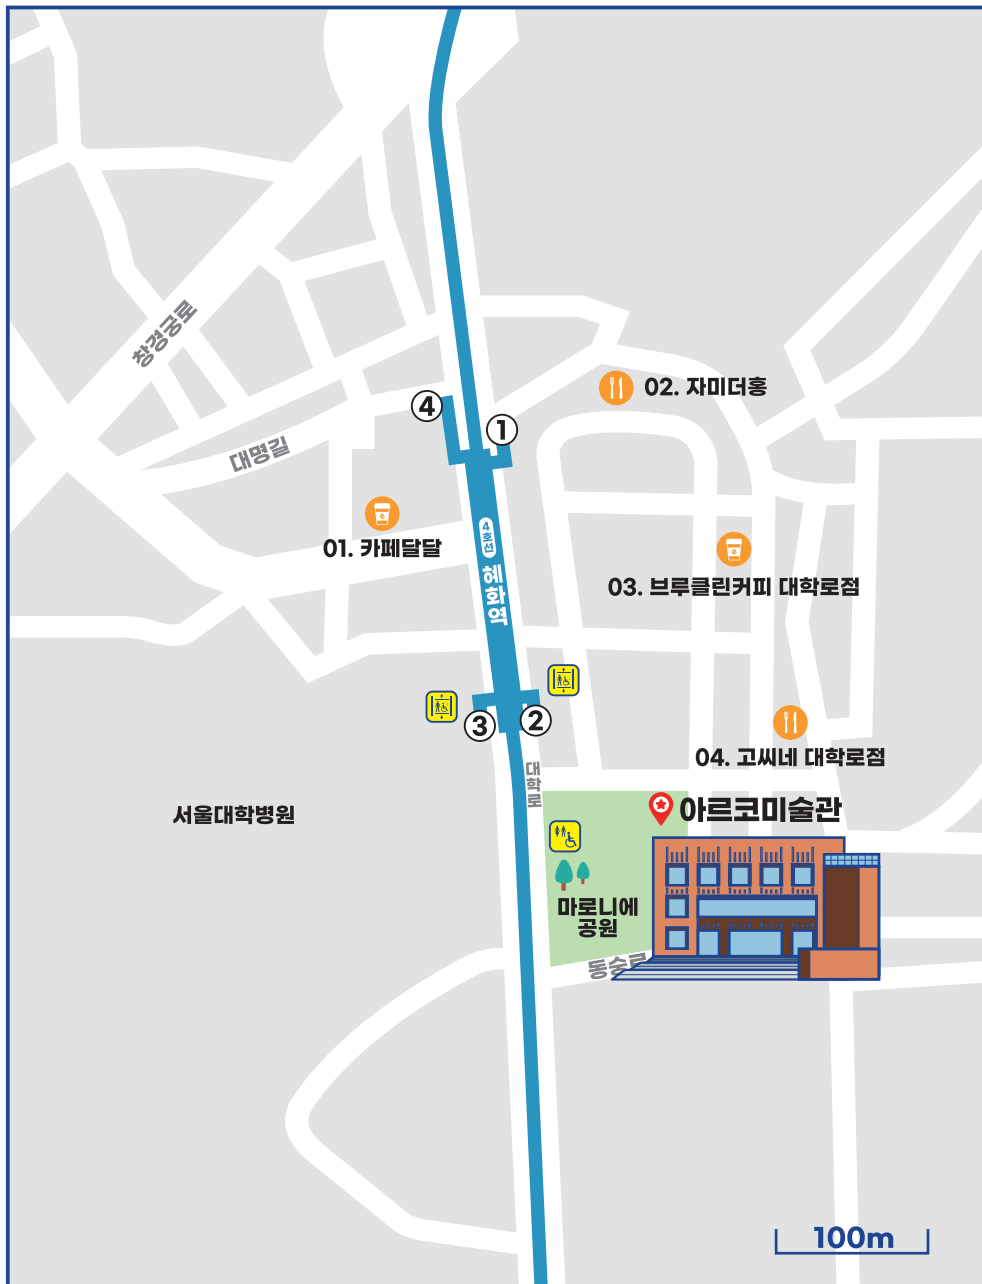 창경궁로
02. 자미더홍
④
①
대명길
4호선
01. 카페달달
혜화역
03. 브루클린커피 대학로점
③
②
04. 고씨네 대학로점
대학로
아르코미술관
서울대학병원
마로니에
공원
동숭로
100m